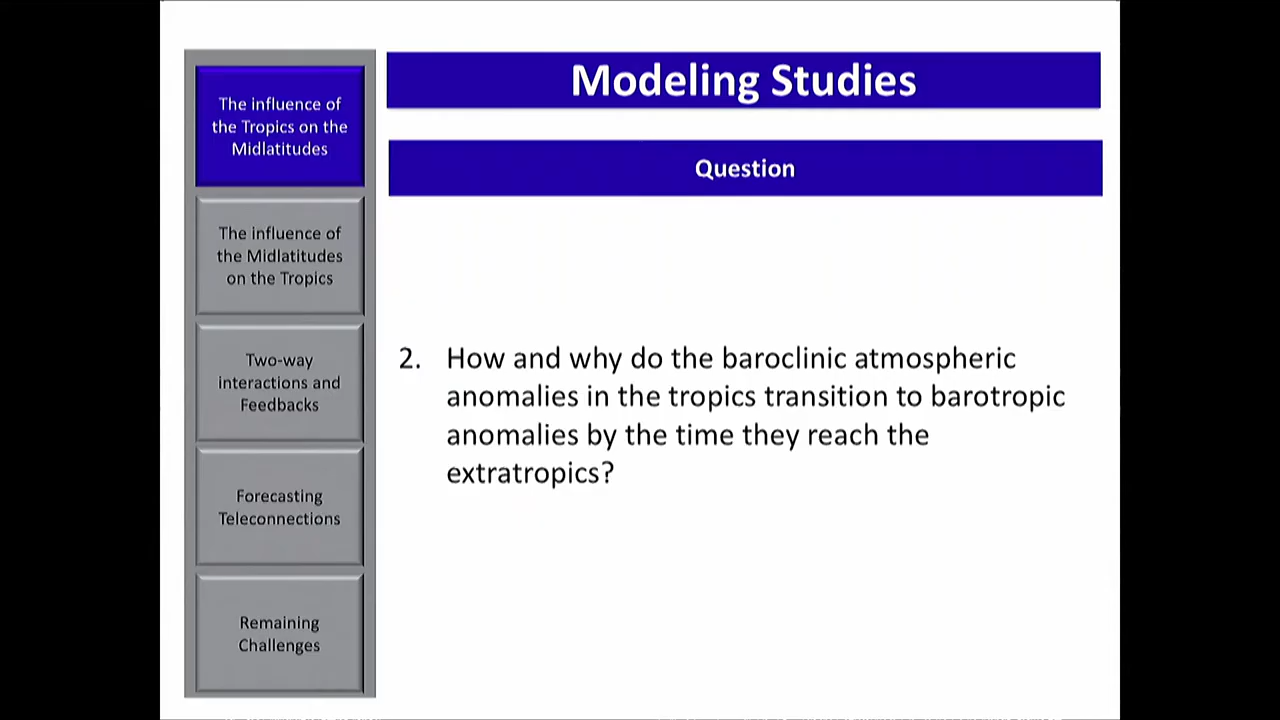 The influence of
the Tropics on the
Midlatitudes
The influence of
the Midlatitudes
on the Tropics
Two-way
interactions and
Feedbacks
Forecasting
Teleconnections
Remaining
Challenges
Modeling Studies
Question
2. How and why do the baroclinic atmospheric
anomalies in the tropics transition to barotropic
anomalies by the time they reach the
extratropics?